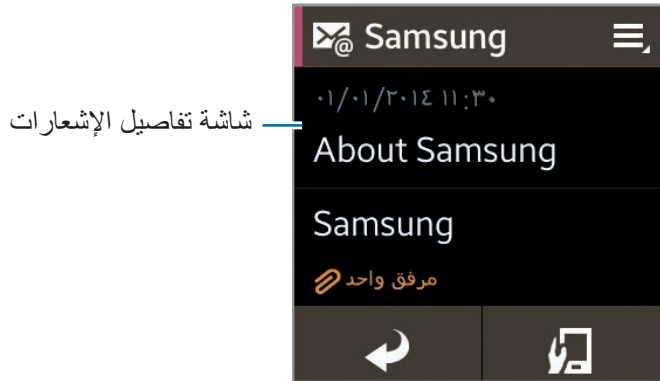 Samsung
٠١/٠١/٢٠١٤ ١١:٣٠
شاشة تفاصيل الإشعارات
About Samsung
Samsung
مرفق واحد